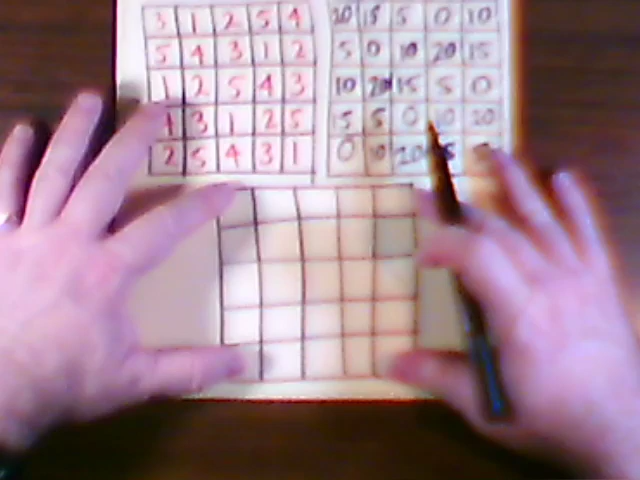 3 1 2 5 4 20 15 5 0 10
5 4 3 1 2 5 0 10 20 15
1 2 5 4 3 10 20 15 5 0
4 3 1 2 5 15 5 0 10 20
2 5 4 3 1 0 10 20